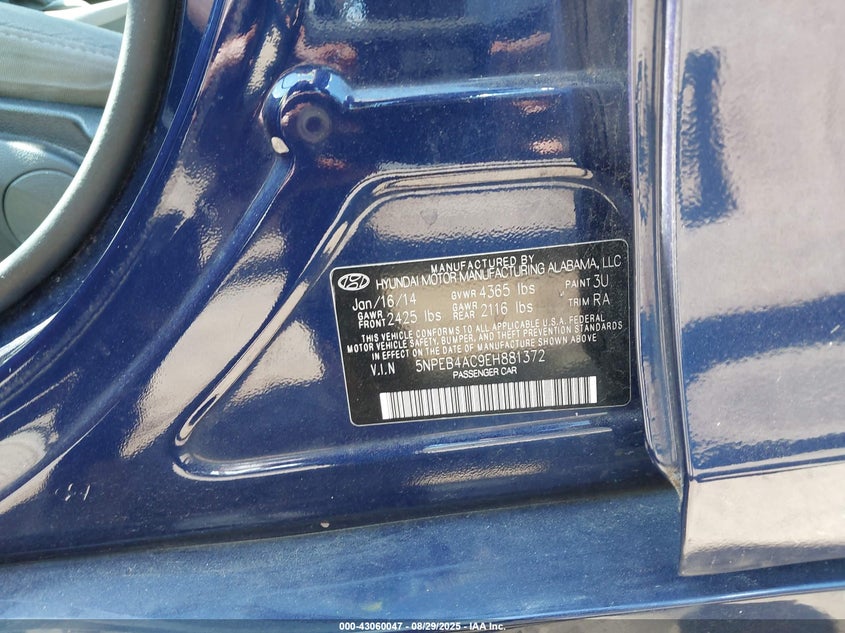 MANUFACTURED BY
HYUNDAI MOTOR MANUFACTURING ALABAMA, LLC
Jan/16/14 GVWR 4365 lbs PAINT 3U
GAWR FRONT 2425 lbs GAWR REAR 2116 lbs TRIM RA
THIS VEHICLE CONFORMS TO ALL APPLICABLE U.S.A. FEDERAL
MOTOR VEHICLE SAFETY, BUMPER, AND THEFT PREVENTION STANDARDS
IN EFFECT ON THE DATE OF MANUFACTURE SHOWN ABOVE.
V.I.N 5NPEB4AC9EH881372
PASSENGER CAR
000-43060047 - 08/29/2025 - IAA Inc.